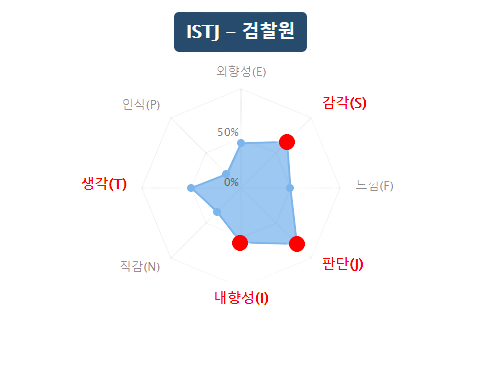 ISTJ – 검찰원
외향성(E)
인식(P)
감각(S)
50%
생각(T)
0%
느낌(F)
직감(N)
판단(J)
내향성(I)